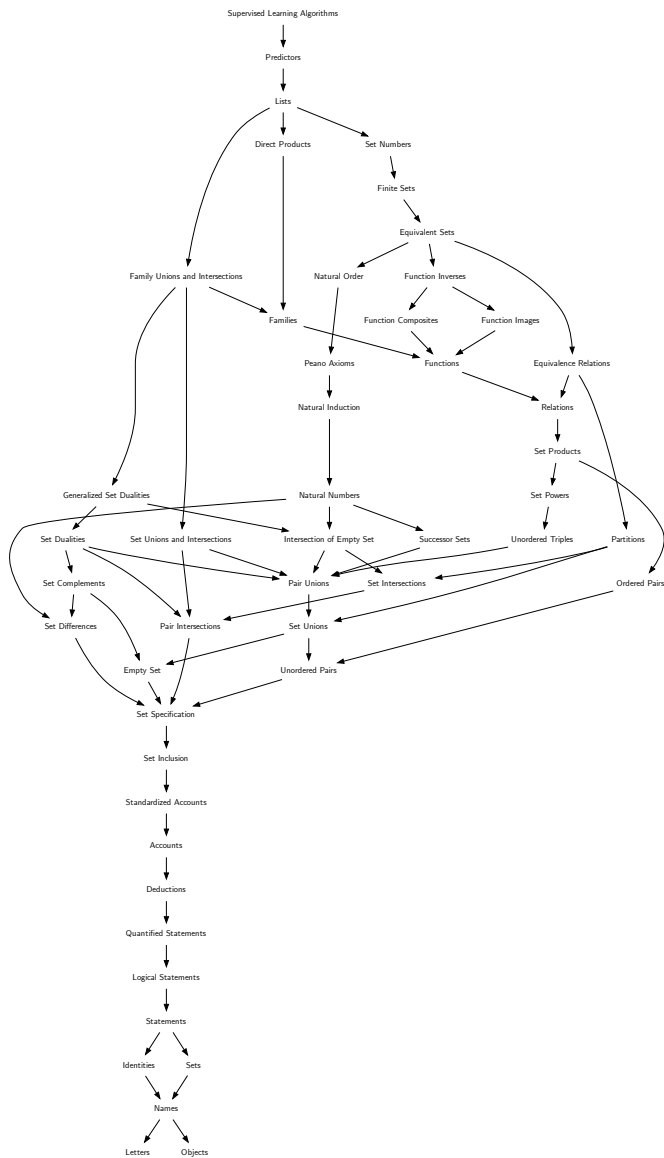 Supervised Learning Algorithms
Predictors
Lists
Direct Products
Set Numbers
Finite Sets
Equivalent Sets
Family Unions and Intersections
Natural Order
Function Inverses
Families
Function Composites
Function Images
Peano Axioms
Functions
Equivalence Relations
Natural Induction
Relations
Set Products
Generalized Set Dualities
Natural Numbers
Set Powers
Set Dualities
Set Unions and Intersections
Intersection of Empty Set
Successor Sets
Unordered Triples
Partitions
Set Complements
Pair Unions
Set Intersections
Ordered Pairs
Set Differences
Pair Intersections
Set Unions
Empty Set
Unordered Pairs
Set Specification
Set Inclusion
Standardized Accounts
Accounts
Deductions
Quantified Statements
Logical Statements
Statements
Identities
Sets
Names
Letters
Objects